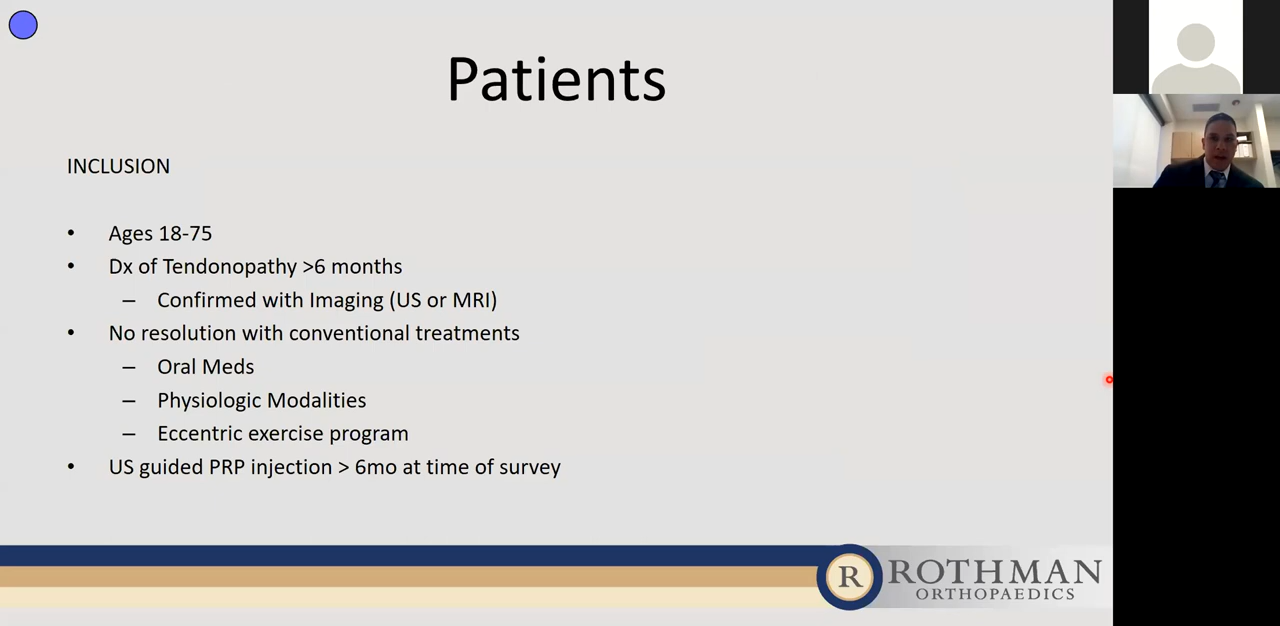 Patients
INCLUSION
• Ages 18-75
• Dx of Tendonopathy >6 months
– Confirmed with Imaging (US or MRI)
• No resolution with conventional treatments
– Oral Meds
– Physiologic Modalities
– Eccentric exercise program
• US guided PRP injection > 6mo at time of survey
R ROTHMAN
ORTHOPAEDICS